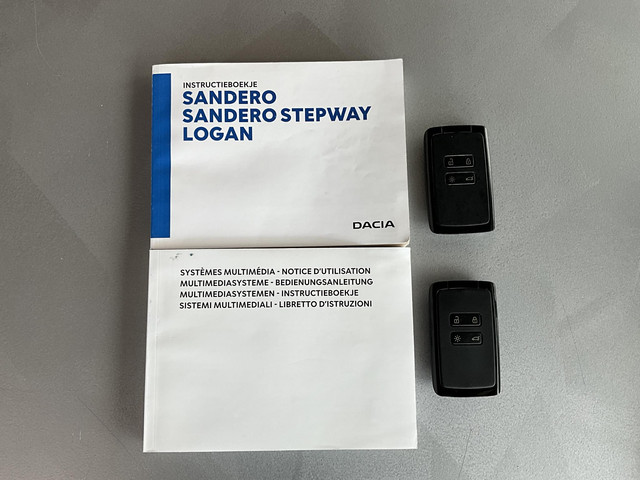 INSTRUCTIEBOEKJE
SANDERO
SANDERO STEPWAY
LOGAN
DACIA
SYSTÈMES MULTIMÉDIA - NOTICE D'UTILISATION
MULTIMEDIASYSTEME - BEDIENUNGSANLEITUNG
MULTIMEDIASYSTEMEN - INSTRUCTIEBOEKJE
SISTEMI MULTIMEDIALI - LIBRETTO D'ISTRUZIONI